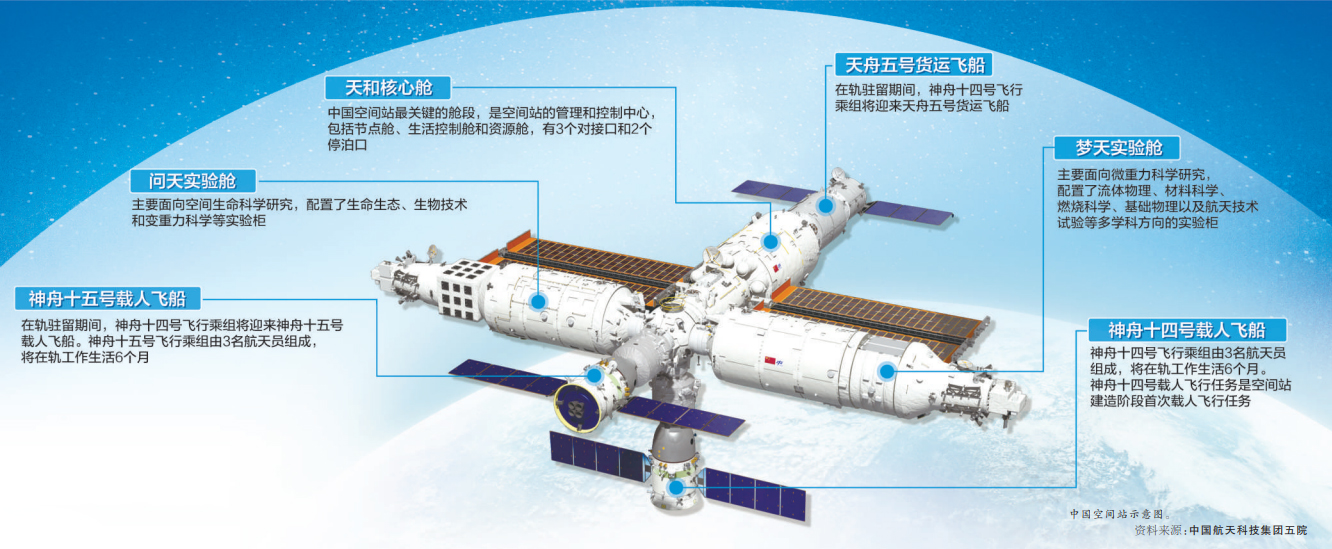 天舟五号货运飞船
在轨驻留期间，神舟十四号飞行
乘组将迎来天舟五号货运飞船
天和核心舱
中国空间站最关键的舱段，是空间站的管理和控制中心，
包括节点舱、生活控制舱和资源舱，有3个对接口和2个
停泊口
梦天实验舱
主要面向微重力科学研究，
配置了流体物理、材料科学、
燃烧科学、基础物理以及航天技术
试验等多学科方向的实验柜
问天实验舱
主要面向空间生命科学研究，配置了生命生态、生物技术
和变重力科学等实验柜
神舟十五号载人飞船
在轨驻留期间，神舟十四号飞行乘组将迎来神舟十五号
载人飞船。神舟十五号飞行乘组由3名航天员组成，
将在轨工作生活6个月
神舟十四号载人飞船
神舟十四号飞行乘组由3名航天员
组成，将在轨工作生活6个月。
神舟十四号载人飞行任务是空间站
建造阶段首次载人飞行任务
中国空间站示意图。
资料来源：中国航天科技集团五院